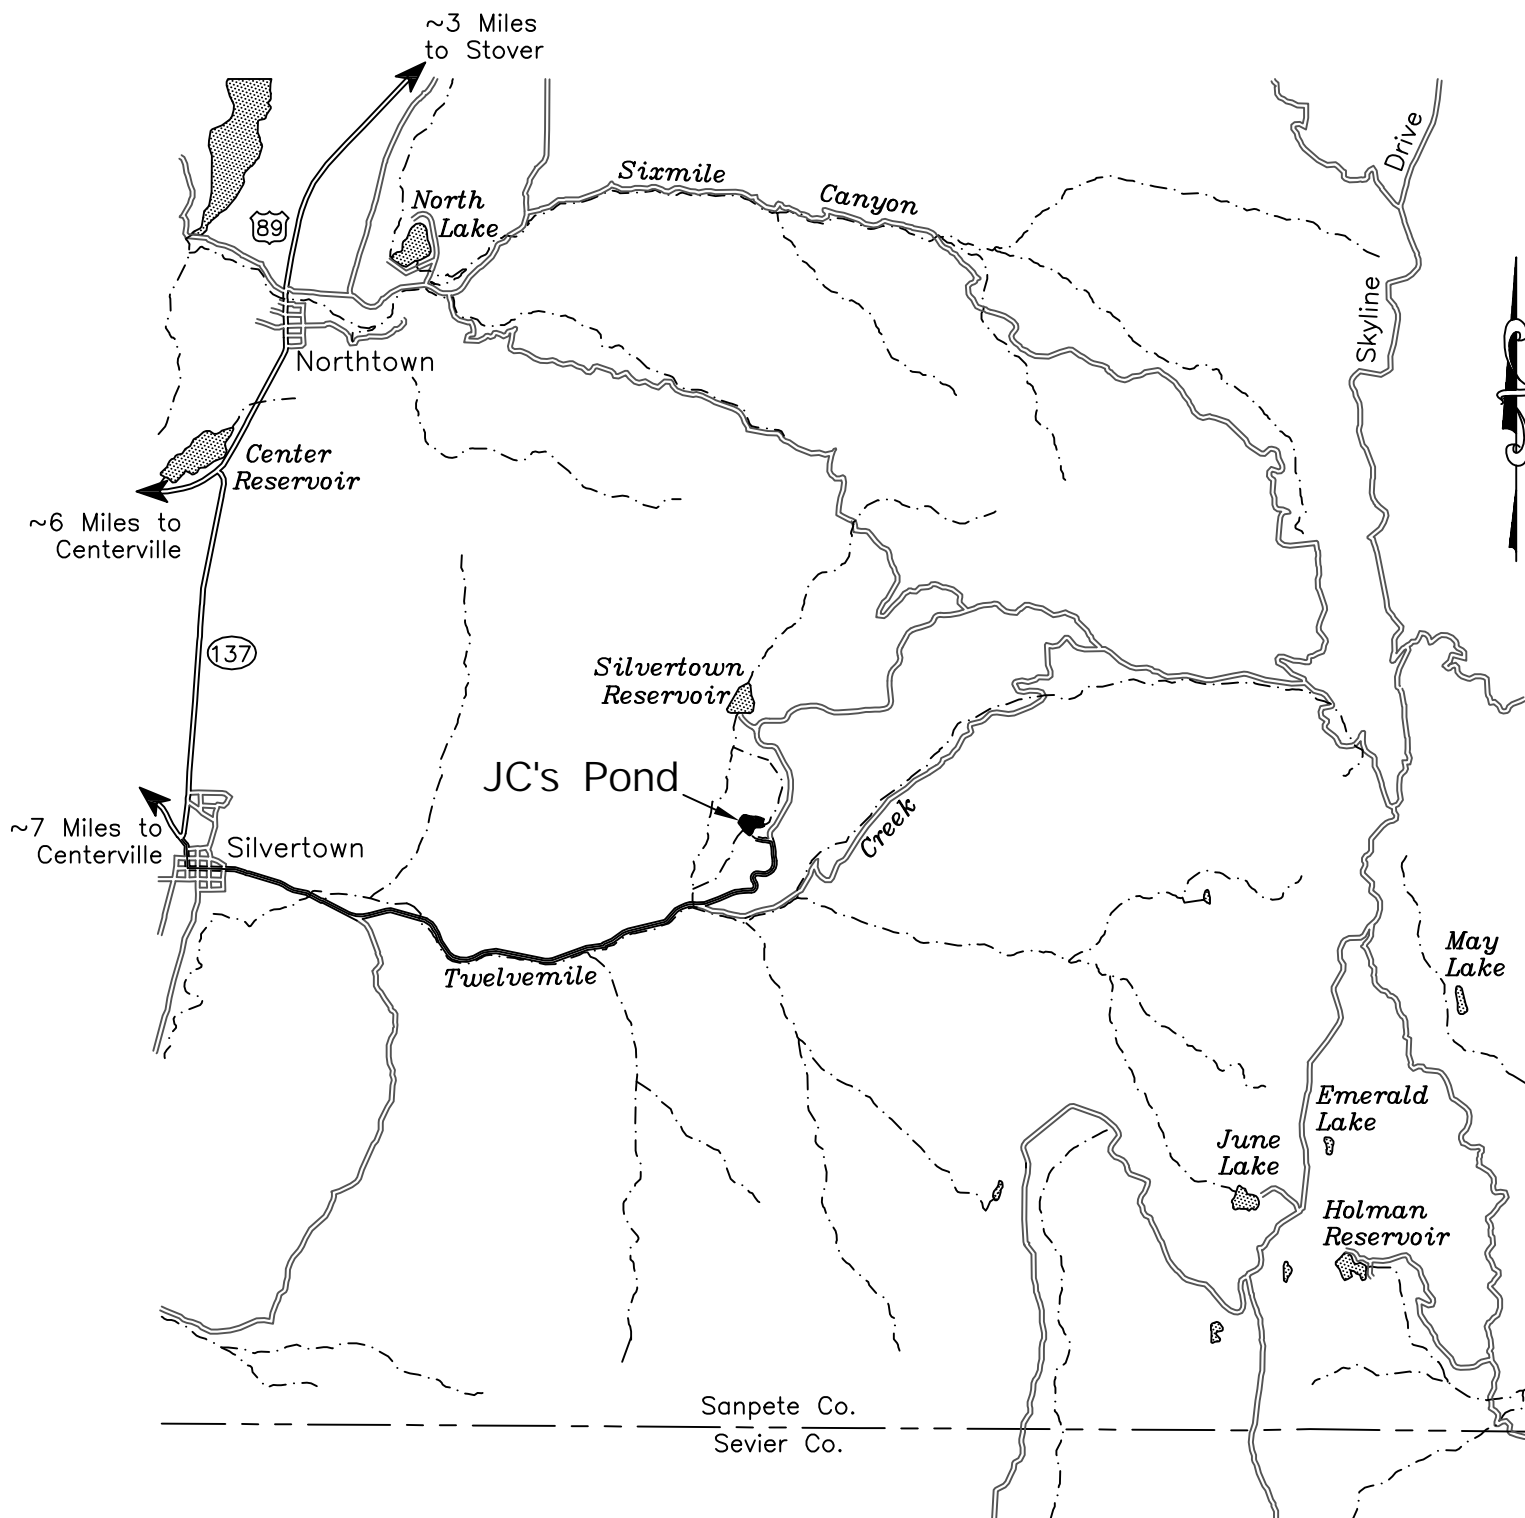 ~3 Miles
to Stover
Drive
Sixmile
Canyon
North
Lake
89
Skyline
Northtown
Center
Reservoir
~6 Miles to
Centerville
137
Silvertown
Reservoir
JC's Pond
~7 Miles to
Centerville
Silvertown
Creek
Twelvemile
May
Lake
Emerald
Lake
June
Lake
Holman
Reservoir
Sanpete Co.
Sevier Co.